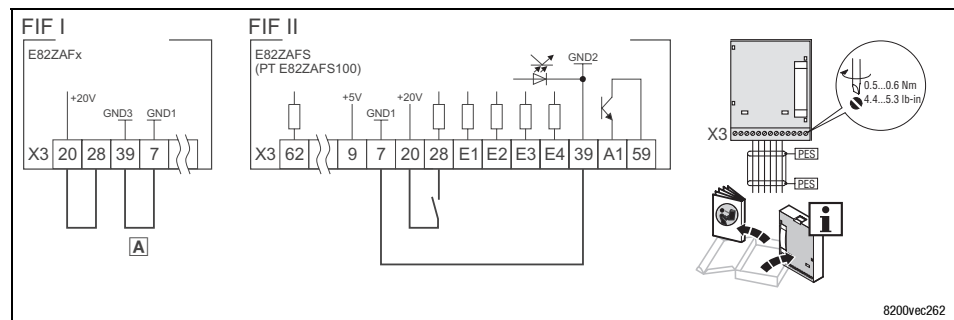 FIF I
E82ZAFx
+20V
GND3
GND1
X3 20 28 39 7
A
FIF II
E82ZAFS
(PT E82ZAFS100)
+5V
GND1
+20V
GND2
X3 62 9 7 20 28 E1 E2 E3 E4 39 A1 59
0.5...0.6 Nm
4.4...5.3 lb-in
X3
PES
PES
i
8200vec262